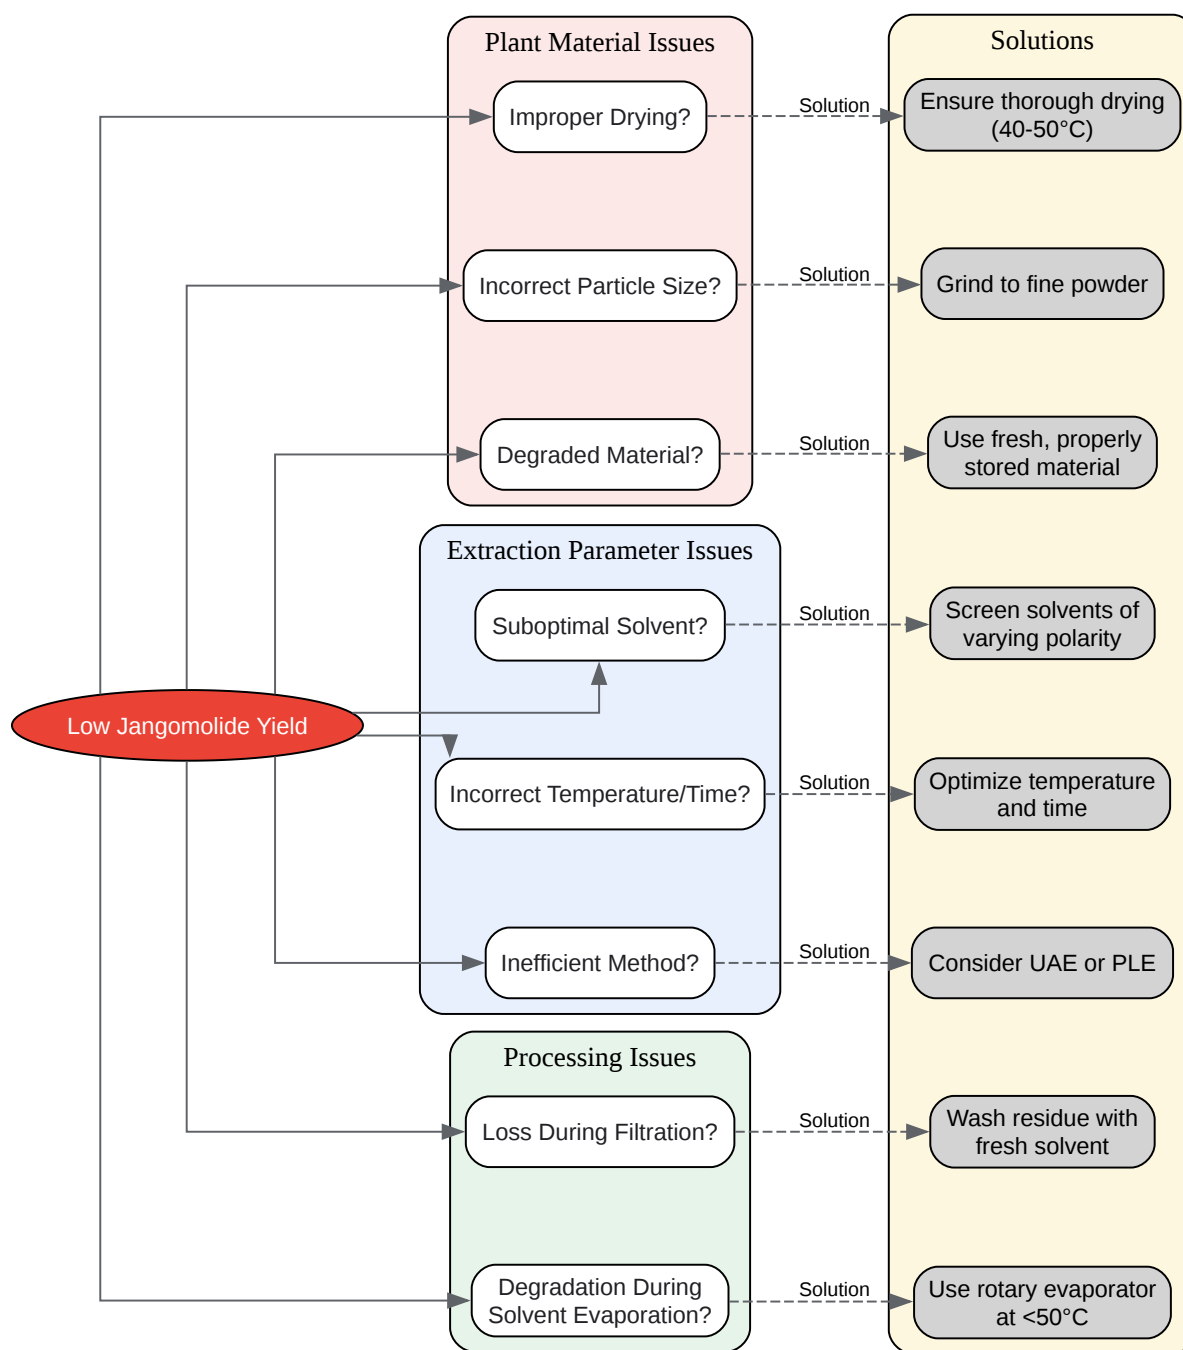 Plant Material Issues
Solutions
Improper Drying?
Solution
Ensure thorough drying
(40-50°C)
Incorrect Particle Size?
Solution
Grind to fine powder
Degraded Material?
Solution
Use fresh, properly
stored material
Extraction Parameter Issues
Suboptimal Solvent?
Solution
Screen solvents of
varying polarity
Low Jangomolide Yield
Incorrect Temperature/Time?
Solution
Optimize temperature
and time
Inefficient Method?
Solution
Consider UAE or PLE
Processing Issues
Loss During Filtration?
Solution
Wash residue with
fresh solvent
Degradation During
Solvent Evaporation?
Solution
Use rotary evaporator
at <50°C